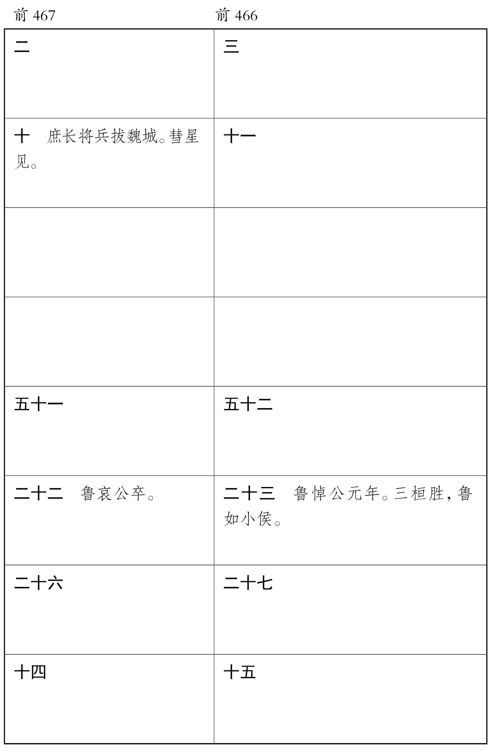 前 467
前 466
二
三
十 庶长将兵拔魏城。彗星
见。
十一
五十一
五十二
二十二 鲁哀公卒。
二十三 鲁悼公元年。三桓胜，鲁
如小侯。
二十六
二十七
十四
十五